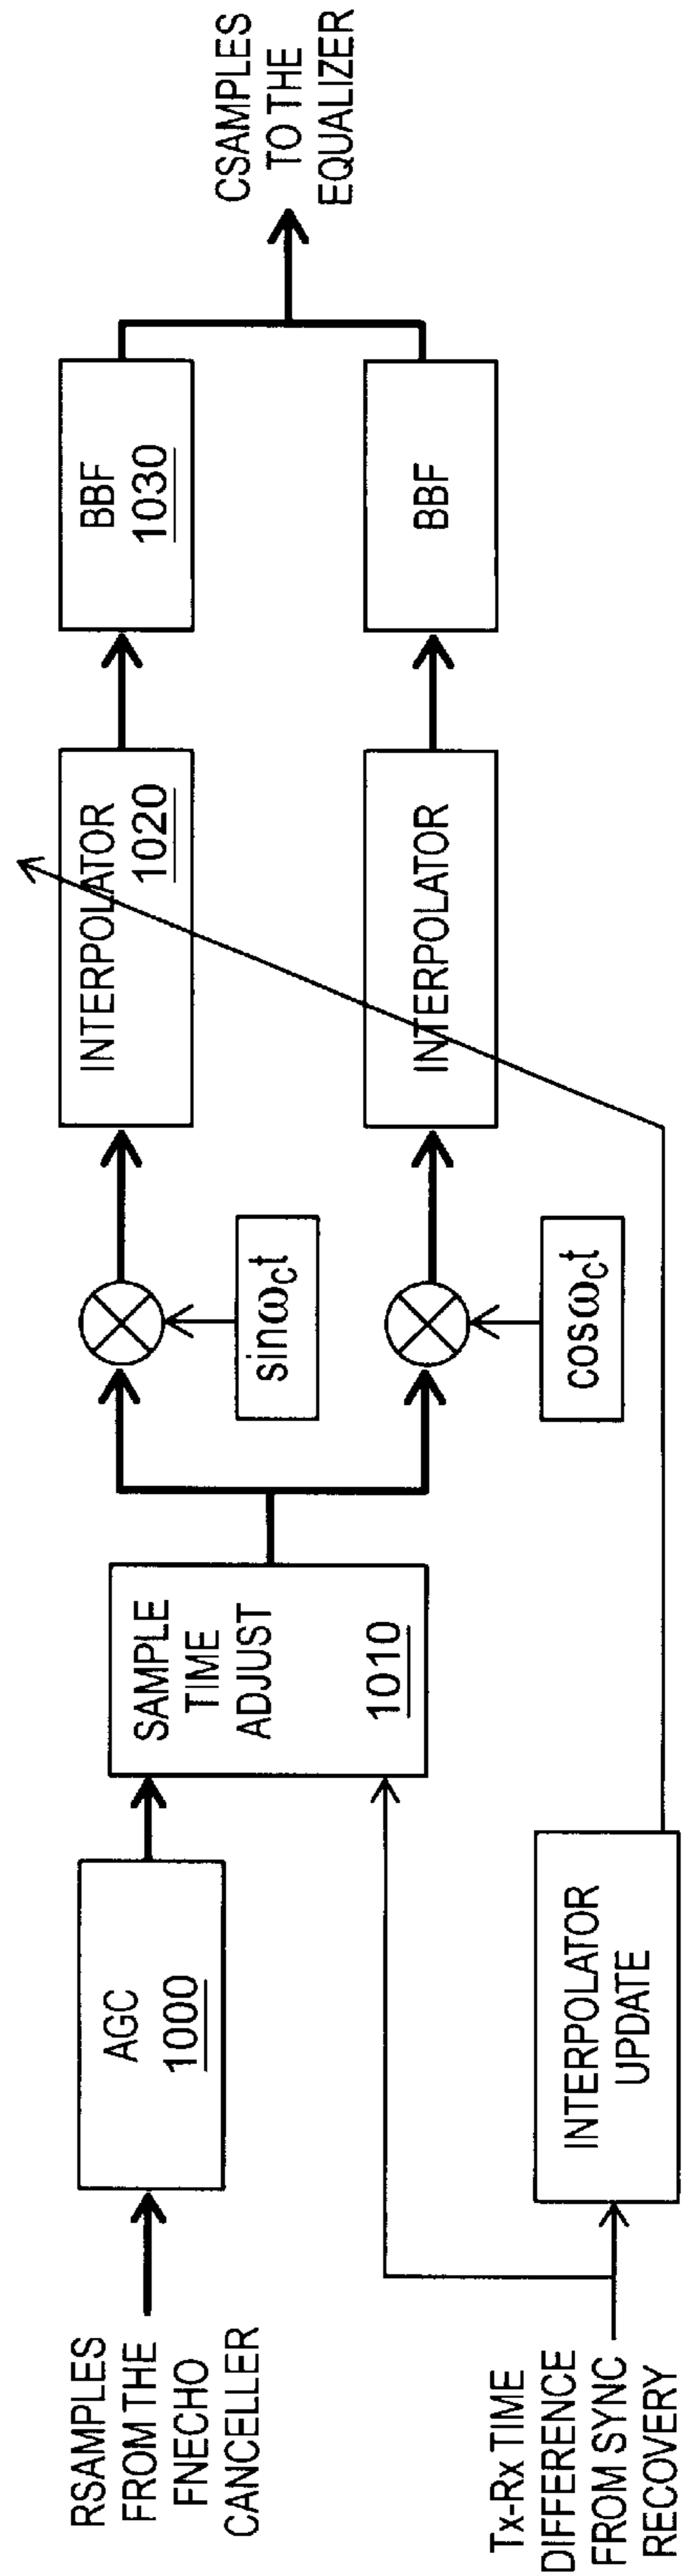 RSAMPLES
FROM THE
FNECHO
CANCELLER
AGC
1000
SAMPLE
TIME
ADJUST
1010
sinωct
INTERPOLATOR
1020
BBF
1030
CSAMPLES
TO THE
EQUALIZER
cosωct
INTERPOLATOR
BBF
Tx-Rx TIME
DIFFERENCE
FROM SYNC
RECOVERY
INTERPOLATOR
UPDATE